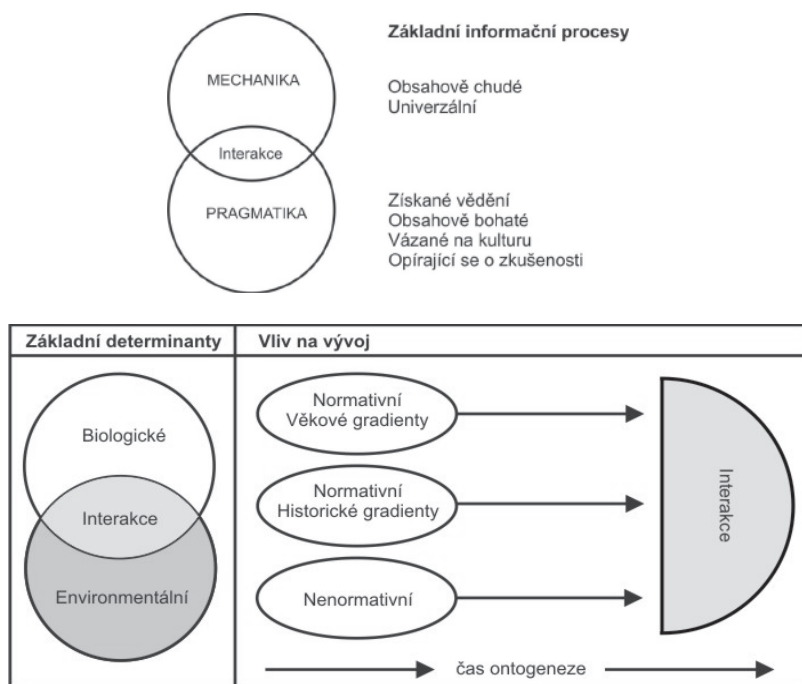 Základní informační procesy
MECHANIKA
Obsahově chudé
Univerzální
Interakce
PRAGMATIKA
Získané vědění
Obsahově bohaté
Vázané na kulturu
Opírající se o zkušenosti
Základní determinanty
Vliv na vývoj
Biologické
Interakce
Environmentální
Normativní
Věkové gradienty
Normativní
Historické gradienty
Nenormativní
Interakce
čas ontogeneze